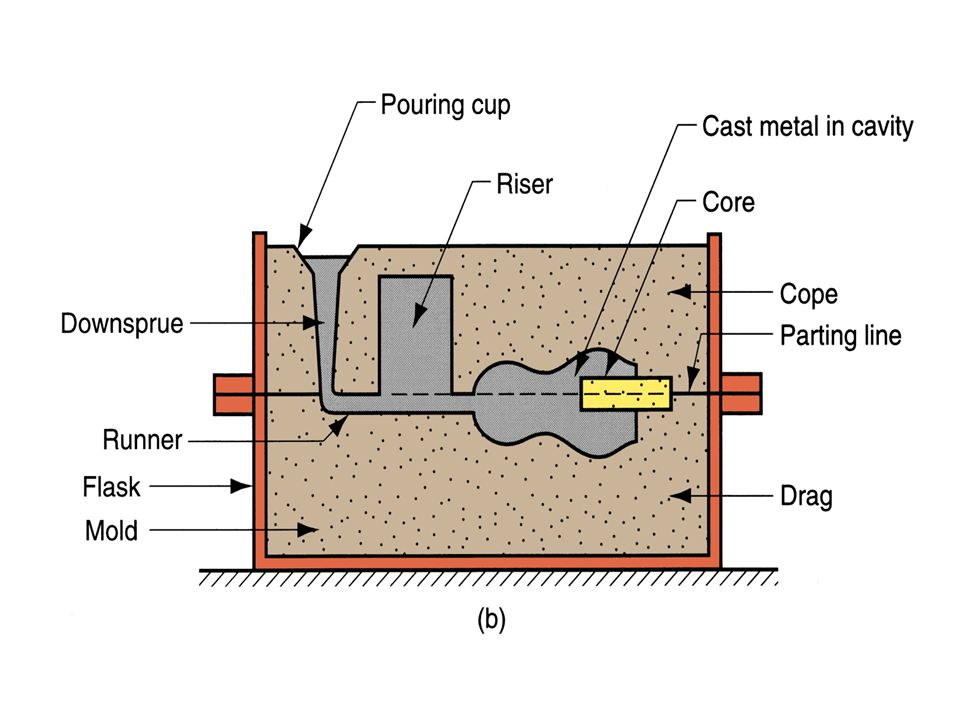 Pouring cup
Cast metal in cavity
Riser
Core
Cope
Downsprue
Parting line
Runner
Flask
Drag
Mold
(b)